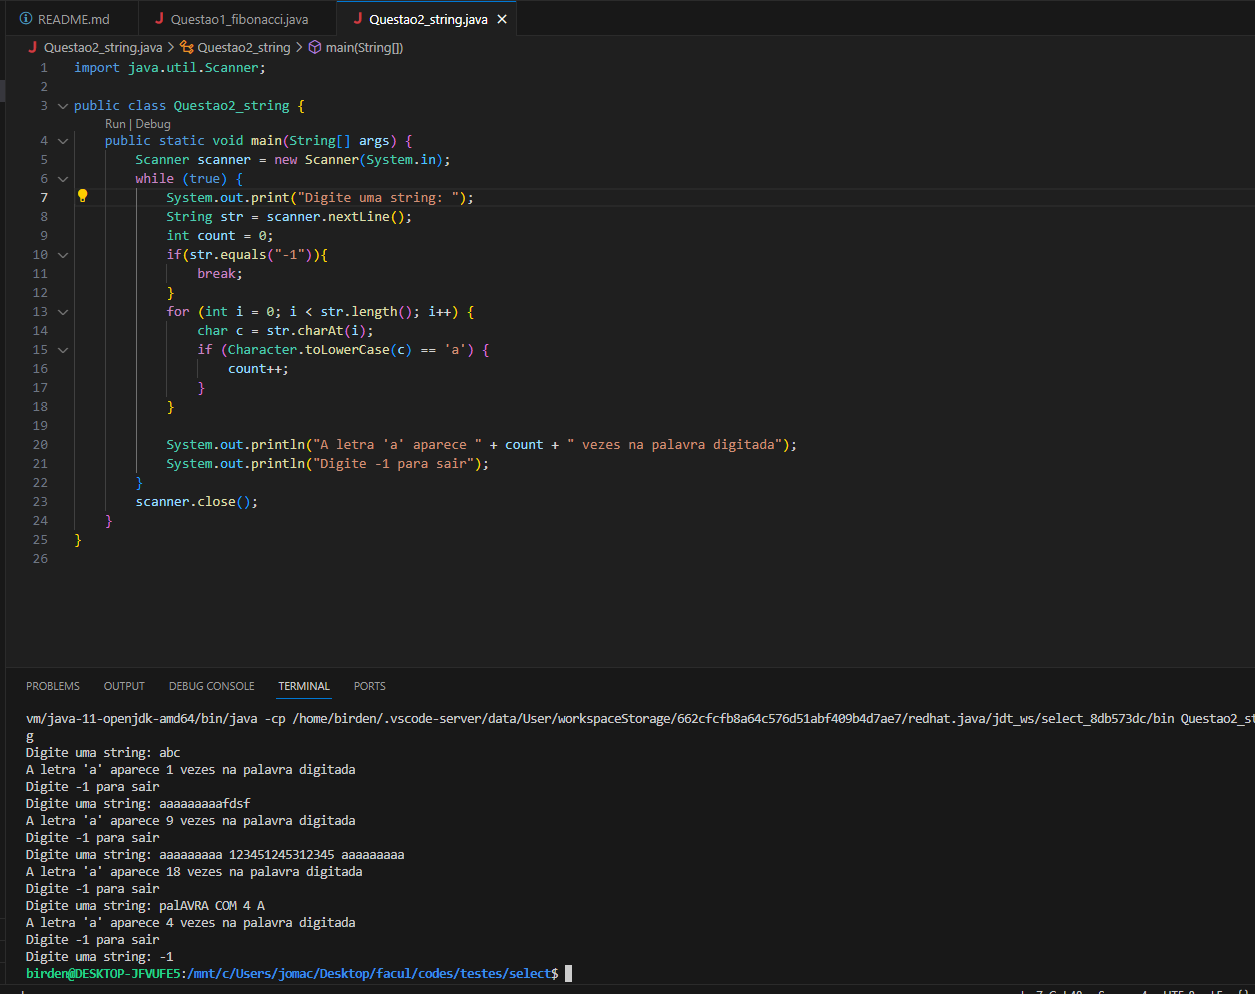 README.md Questao1_fibonacci.java Questao2_string.java
Questao2_string.java > Questao2_string > main(String[])
1 import java.util.Scanner;
2
3 public class Questao2_string {
Run | Debug
4 public static void main(String[] args) {
5 Scanner scanner = new Scanner(System.in);
6 while (true) {
7 System.out.print("Digite uma string: ");
8 String str = scanner.nextLine();
9 int count = 0;
10 if(str.equals("-1")){
11 break;
12 }
13 for (int i = 0; i < str.length(); i++) {
14 char c = str.charAt(i);
15 if (Character.toLowerCase(c) == 'a') {
16 count++;
17 }
18 }
19
20 System.out.println("A letra 'a' aparece " + count + " vezes na palavra digitada");
21 System.out.println("Digite -1 para sair");
22 }
23 scanner.close();
24 }
25 }
26
PROBLEMS OUTPUT DEBUG CONSOLE TERMINAL PORTS
vm/java-11-openjdk-amd64/bin/java -cp /home/birden/.vscode-server/data/User/workspaceStorage/662cfcfb8a64c576d51abf409b4d7ae7/redhat.java/jdt_ws/select_8db573dc/bin Questao2_st
g
Digite uma string: abc
A letra 'a' aparece 1 vezes na palavra digitada
Digite -1 para sair
Digite uma string: aaaaaaaaafdsf
A letra 'a' aparece 9 vezes na palavra digitada
Digite -1 para sair
Digite uma string: aaaaaaaaa 123451245312345 aaaaaaaaa
A letra 'a' aparece 18 vezes na palavra digitada
Digite -1 para sair
Digite uma string: palAVRA COM 4 A
A letra 'a' aparece 4 vezes na palavra digitada
Digite -1 para sair
Digite uma string: -1
birden@DESKTOP-JFVUFE5:/mnt/c/Users/jomac/Desktop/facul/codes/testes/select$